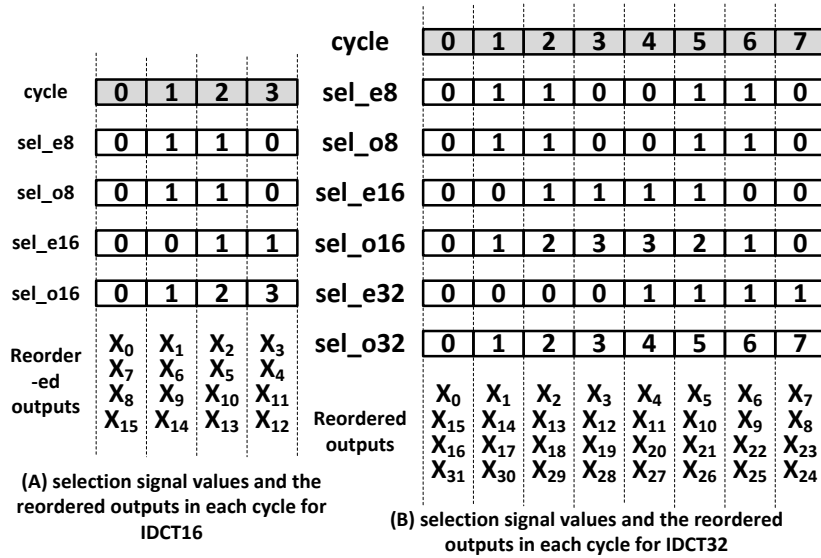 cycle 0 1 2 3
sel_e8 0 1 1 0
sel_o8 0 1 1 0
sel_e16 0 0 1 1
sel_o16 0 1 2 3
Reorder
-ed
outputs
X0 X1 X2 X3
X7 X6 X5 X4
X8 X9 X10 X11
X15 X14 X13 X12
(A) selection signal values and the
reordered outputs in each cycle for
IDCT16
cycle 0 1 2 3 4 5 6 7
sel_e8 0 1 1 0 0 1 1 0
sel_o8 0 1 1 0 0 1 1 0
sel_e16 0 0 1 1 1 1 0 0
sel_o16 0 1 2 3 3 2 1 0
sel_e32 0 0 0 0 1 1 1 1
sel_o32 0 1 2 3 4 5 6 7
Reordered
outputs
X0 X1 X2 X3 X4 X5 X6 X7
X15 X14 X13 X12 X11 X10 X9 X8
X16 X17 X18 X19 X20 X21 X22 X23
X31 X30 X29 X28 X27 X26 X25 X24
(B) selection signal values and the reordered
outputs in each cycle for IDCT32